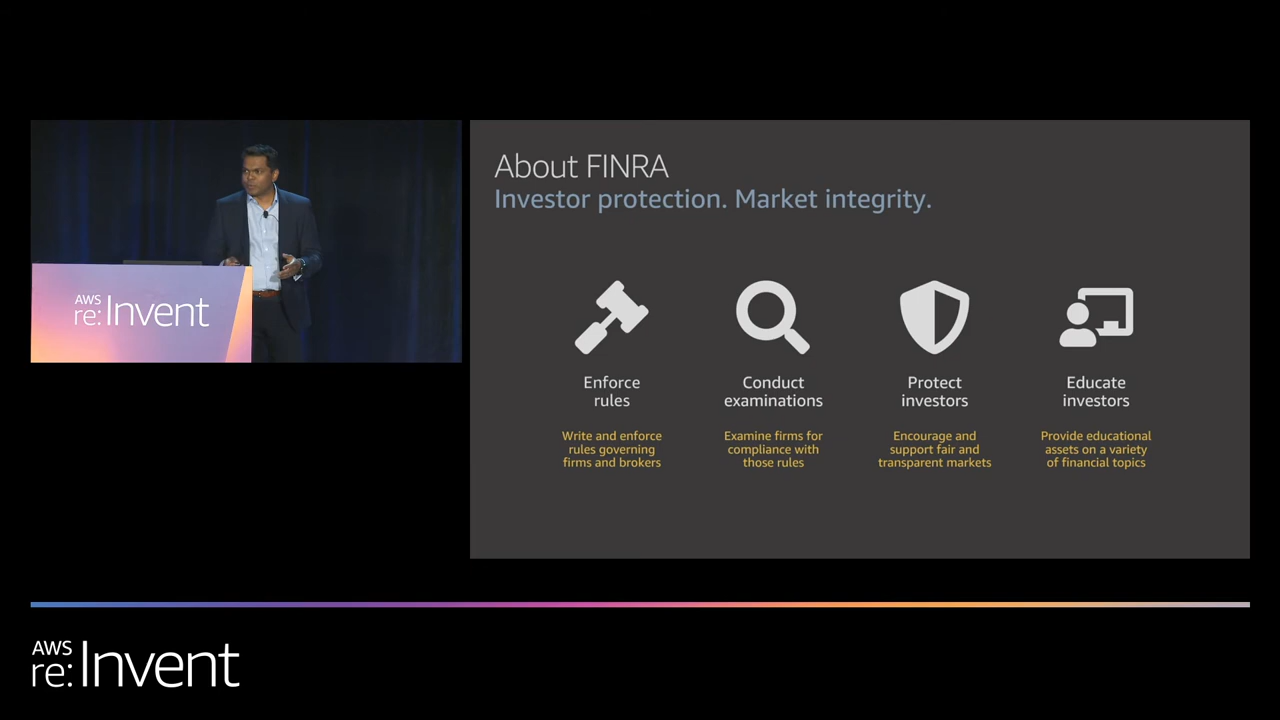 AWS
re:Invent
About FINRA
Investor protection. Market integrity.
Enforce
rules
Write and enforce
rules governing
firms and brokers
Conduct
examinations
Examine firms for
compliance with
those rules
Protect
investors
Encourage and
support fair and
transparent markets
Educate
investors
Provide educational
assets on a variety
of financial topics
AWS
re:Invent